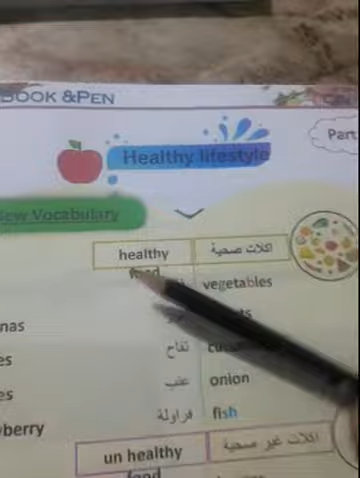 BOOK &PEN
Part
Healthy lifestyle
New Vocabulary
healthy food اكلات صحية
vegetables
nas
es تفاح
es عنب onion
wberry فراولة fish
un healthy food اكلات غير صحية